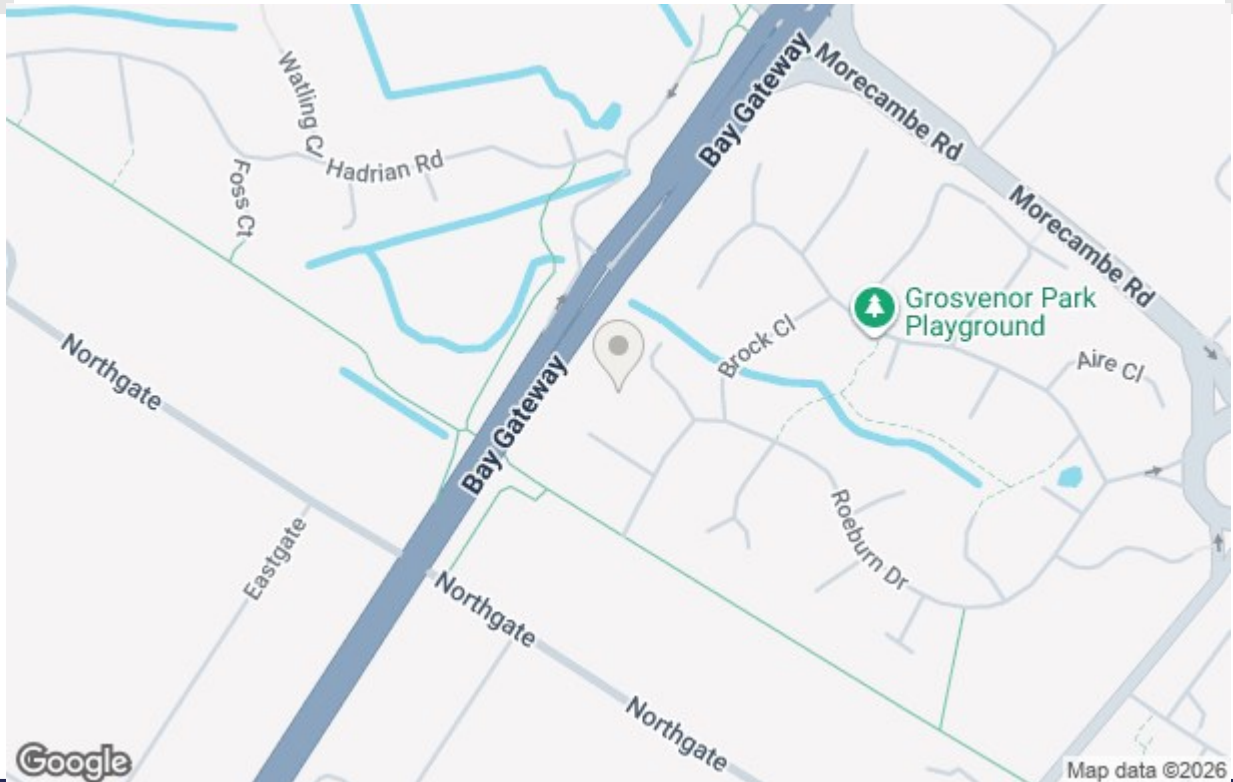 Morecambe Rd
Bay Gateway
Watling C
Hadrian Rd
Foss Ct
Morecambe Rd
Grosvenor Park
Playground
Brock Cl
Aire Cl
Northgate
Bay Gateway
Roeburn Dr
Eastgate
Northgate
Northgate
Google
Map data ©2026